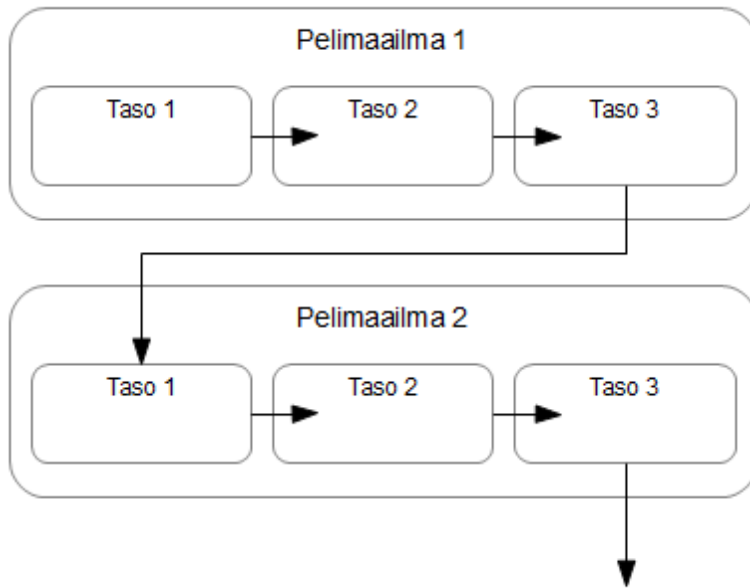 Pelimaailma 1
Taso 1
Taso 2
Taso 3
Pelimaailma 2
Taso 1
Taso 2
Taso 3